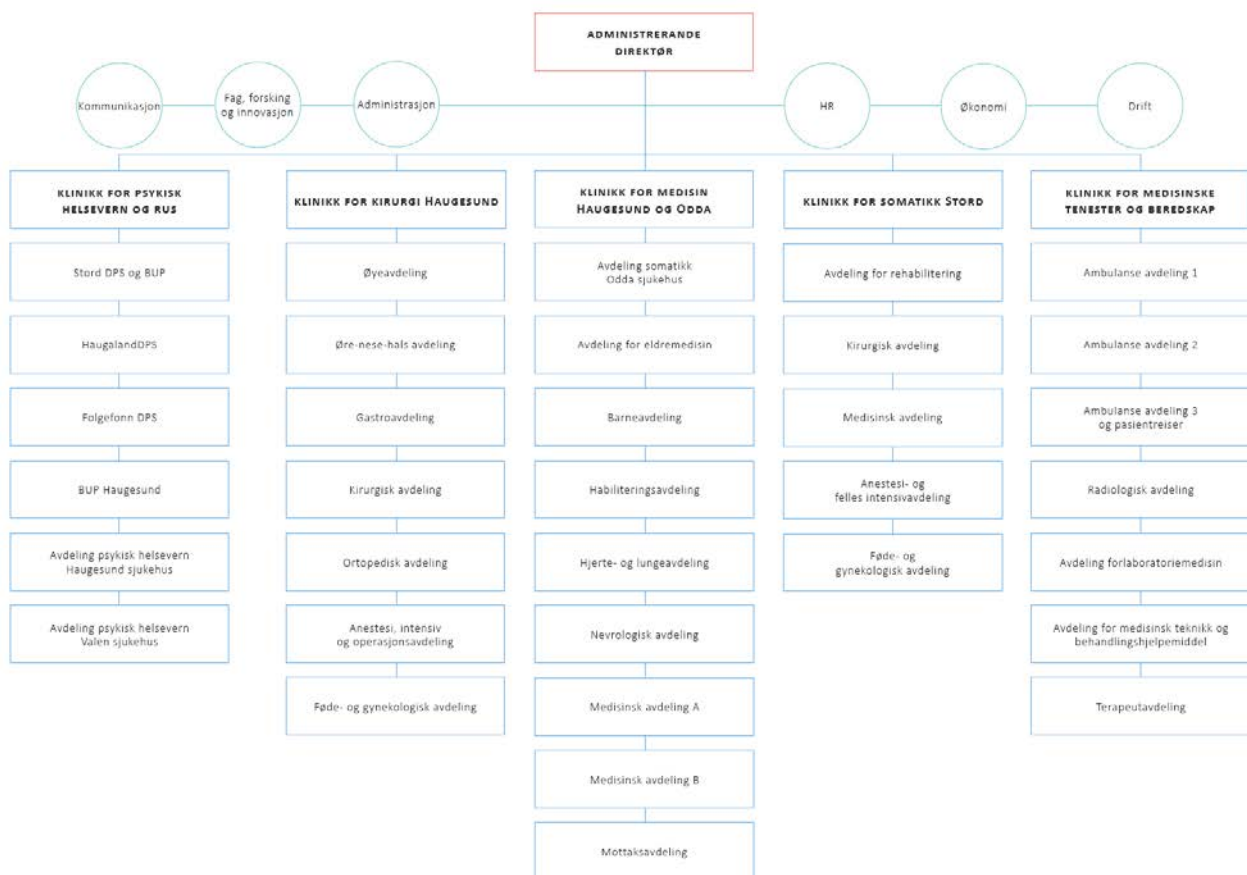 ADMINISTRERANDE
DIREKTØR
Kommunikasjon
Fag, forsking
og innovasjon
Administrasjon
HR
Økonomi
Drift
KLINIKK FOR PSYKISK
HELSEVERN OG RUS
Stord DPS og BUP
HaugalandDPS
Folgefonn DPS
BUP Haugesund
Avdeling psykisk helsevern
Haugesund sjukehus
Avdeling psykisk helsevern
Valen sjukehus
KLINIKK FOR KIRURGI HAUGESUND
Øyeavdeling
Øre-nese-hals avdeling
Gastroavdeling
Kirurgisk avdeling
Ortopedisk avdeling
Anestesi, intensiv
og operasjonsavdeling
Føde- og gynekologisk avdeling
KLINIKK FOR MEDISIN
HAUGESUND OG ODDA
Avdeling somatikk
Odda sjukehus
Avdeling for eldremedisin
Barneavdeling
Habiliteringsavdeling
Hjerte- og lungeavdeling
Nevrologisk avdeling
Medisinsk avdeling A
Medisinsk avdeling B
Mottaksavdeling
KLINIKK FOR SOMATIKK STORD
Avdeling for rehabilitering
Kirurgisk avdeling
Medisinsk avdeling
Anestesi- og
felles intensivavdeling
Føde- og
gynekologisk avdeling
KLINIKK FOR MEDISINSKE
TENESTER OG BEREDSKAP
Ambulanse avdeling 1
Ambulanse avdeling 2
Ambulanse avdeling 3
og pasientreiser
Radiologisk avdeling
Avdeling forlaboratoriemedisin
Avdeling for medisinsk teknikk og
behandlingshjelpemiddel
Terapeutavdeling